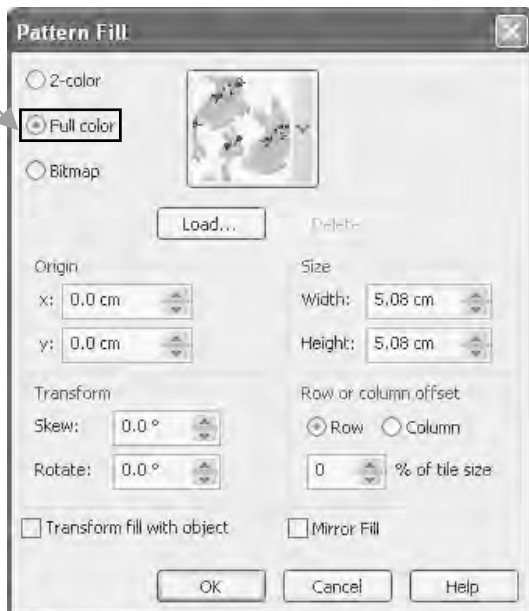 Pattern Fill
2-color
Full color
Bitmap
Load... Delete
Origin Size
x: 0.0 cm Width: 5.08 cm
y: 0.0 cm Height: 5.08 cm
Transform Row or column offset
Skew: 0.0 ° Row Column
Rotate: 0.0 ° 0 % of tile size
Transform fill with object Mirror Fill
OK Cancel Help